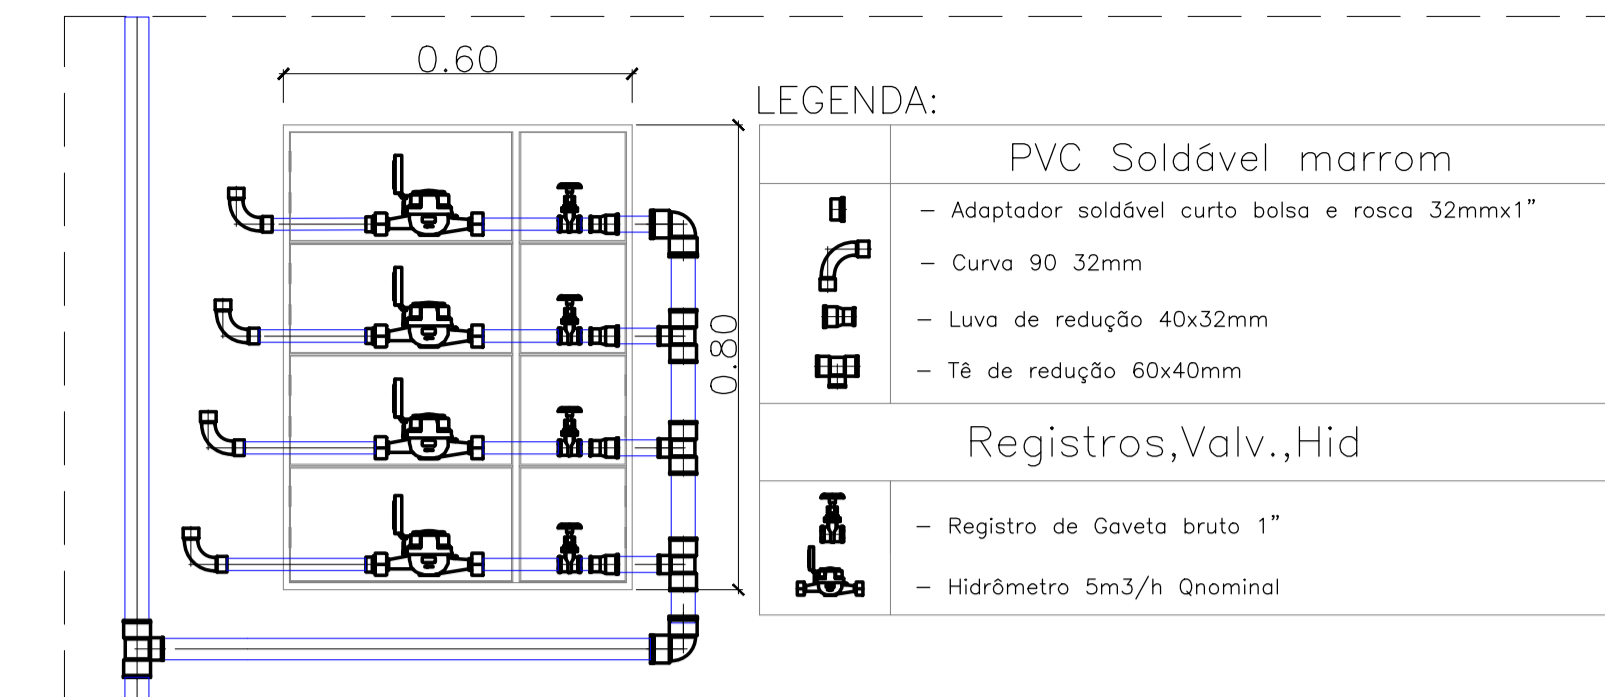 0.60
LEGENDA:
PVC Soldável marrom
- Adaptador soldável curto bolsa e rosca 32mmx1"
- Curva 90 32mm
- Luva de redução 40x32mm
- Tê de redução 60x40mm
0.80
Registros,Valv.,Hid
- Registro de Gaveta bruto 1"
- Hidrômetro 5m3/h Qnominal